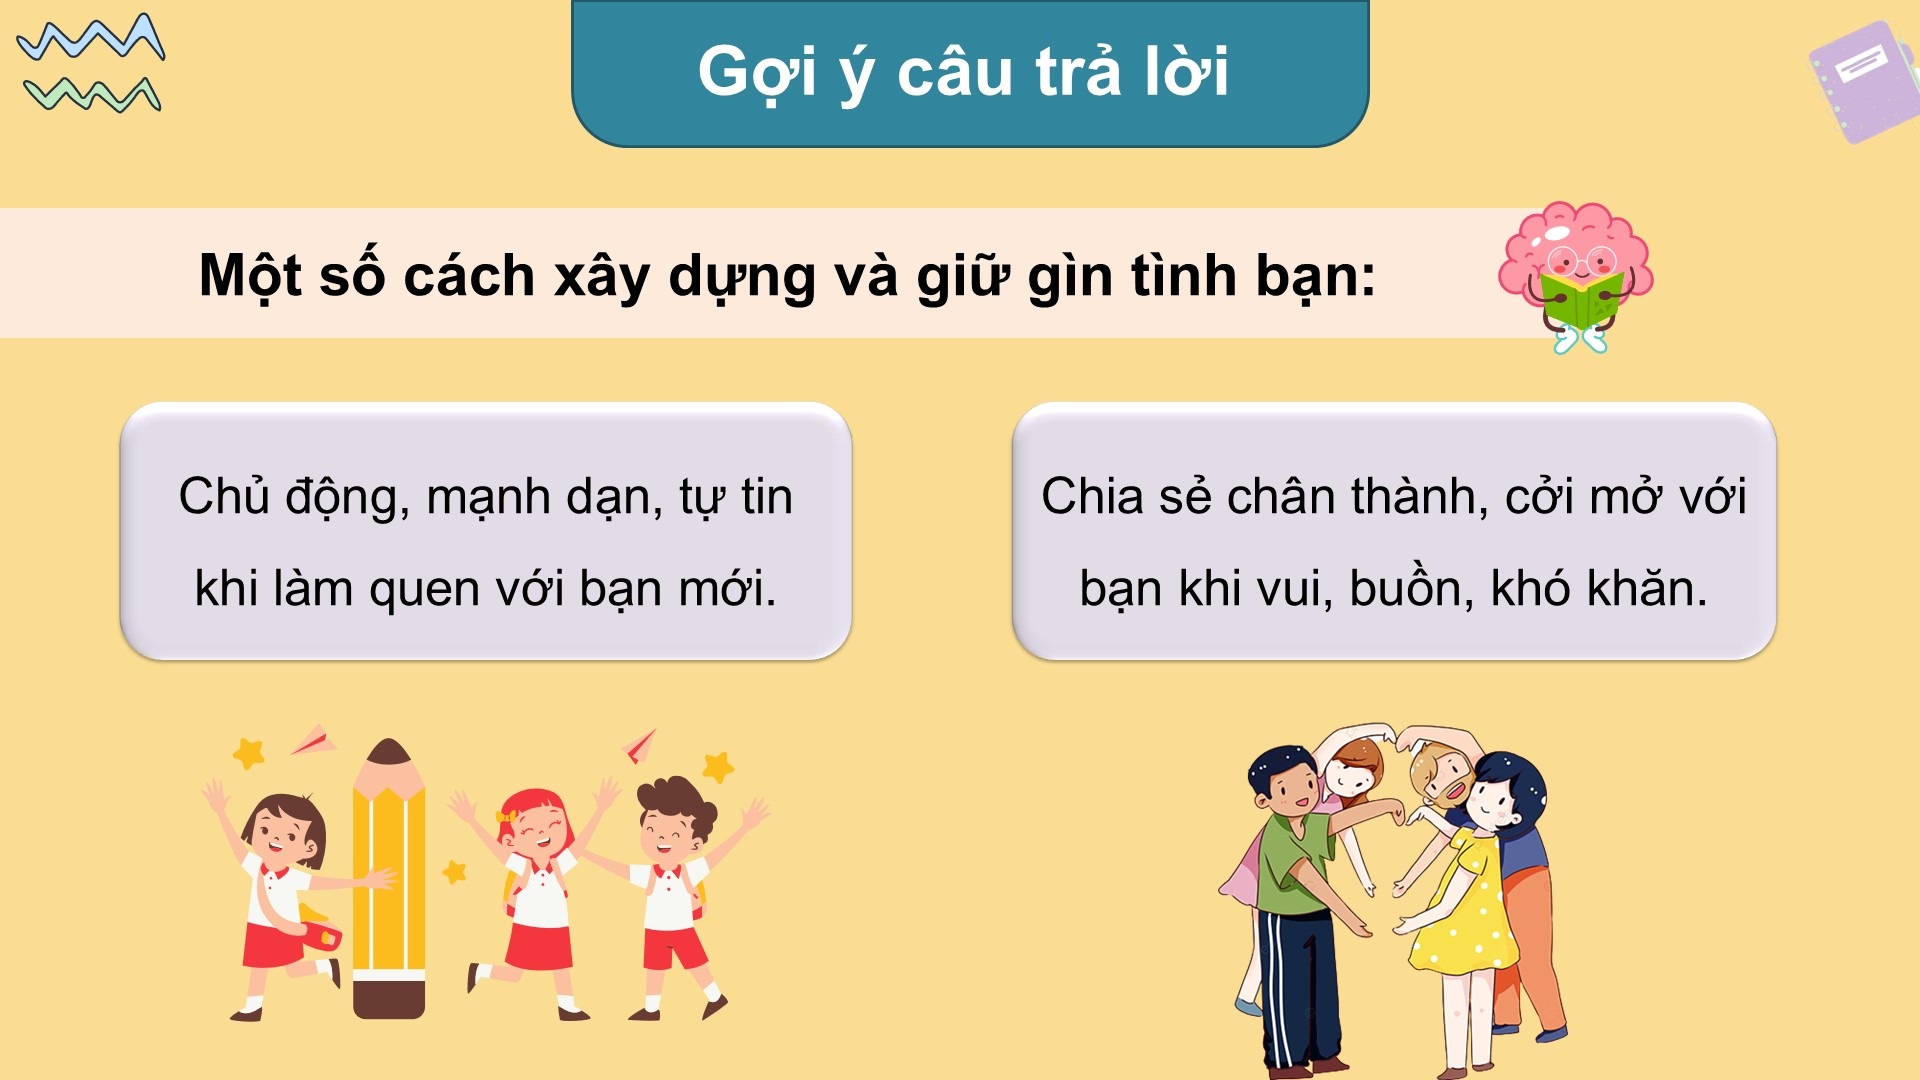 Gợi ý câu trả lời
Một số cách xây dựng và giữ gìn tình bạn:
Chủ động, mạnh dạn, tự tin
khi làm quen với bạn mới.
Chia sẻ chân thành, cởi mở với
bạn khi vui, buồn, khó khăn.